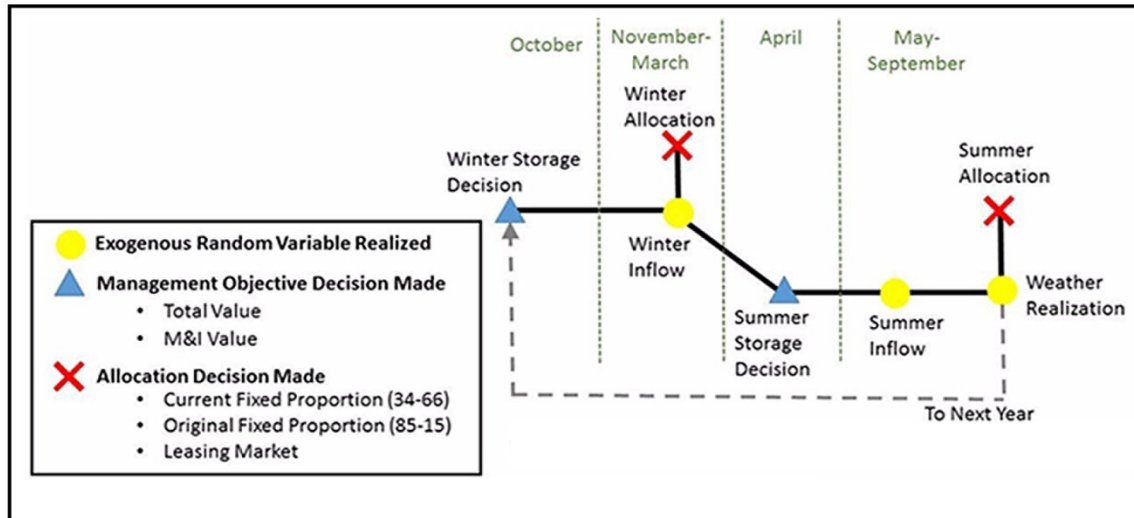 October
November-
March
April
May-
September
Winter
Allocation
Winter Storage
Decision
Summer
Allocation
Winter
Inflow
Weather
Realization
Summer
Storage
Decision
Summer
Inflow
To Next Year
Exogenous Random Variable Realized
Management Objective Decision Made
• Total Value
• M&I Value
Allocation Decision Made
• Current Fixed Proportion (34-66)
• Original Fixed Proportion (85-15)
• Leasing Market